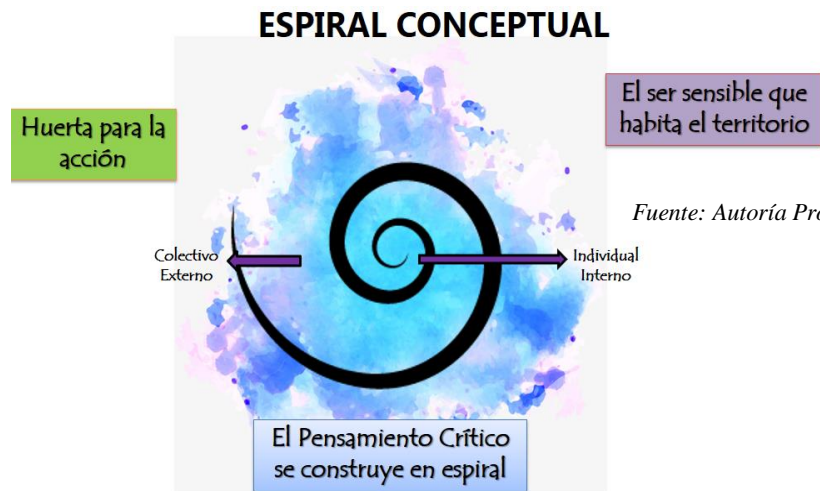 ESPIRAL CONCEPTUAL
Huerta para la
acción
El ser sensible que
habita el territorio
Fuente: Autoría
Colectivo
Externo
Individual
Interno
El Pensamiento Crítico
se construye en espiral